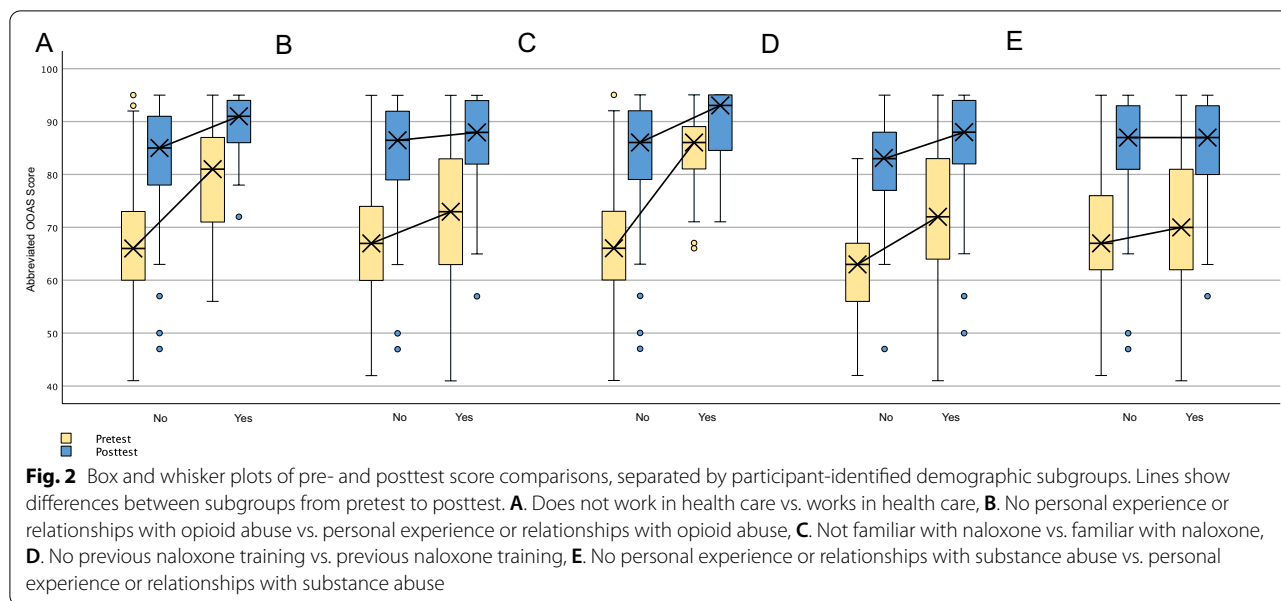 A B C D E
100
90
80
70
60
50
40
Abbreviated OOAS Score
No Yes No Yes No Yes No Yes No Yes
Pretest
Posttest
Fig. 2 Box and whisker plots of pre- and posttest score comparisons, separated by participant-identified demographic subgroups. Lines show
differences between subgroups from pretest to posttest. A. Does not work in health care vs. works in health care, B. No personal experience or
relationships with opioid abuse vs. personal experience or relationships with opioid abuse, C. Not familiar with naloxone vs. familiar with naloxone,
D. No previous naloxone training vs. previous naloxone training, E. No personal experience or relationships with substance abuse vs. personal
experience or relationships with substance abuse